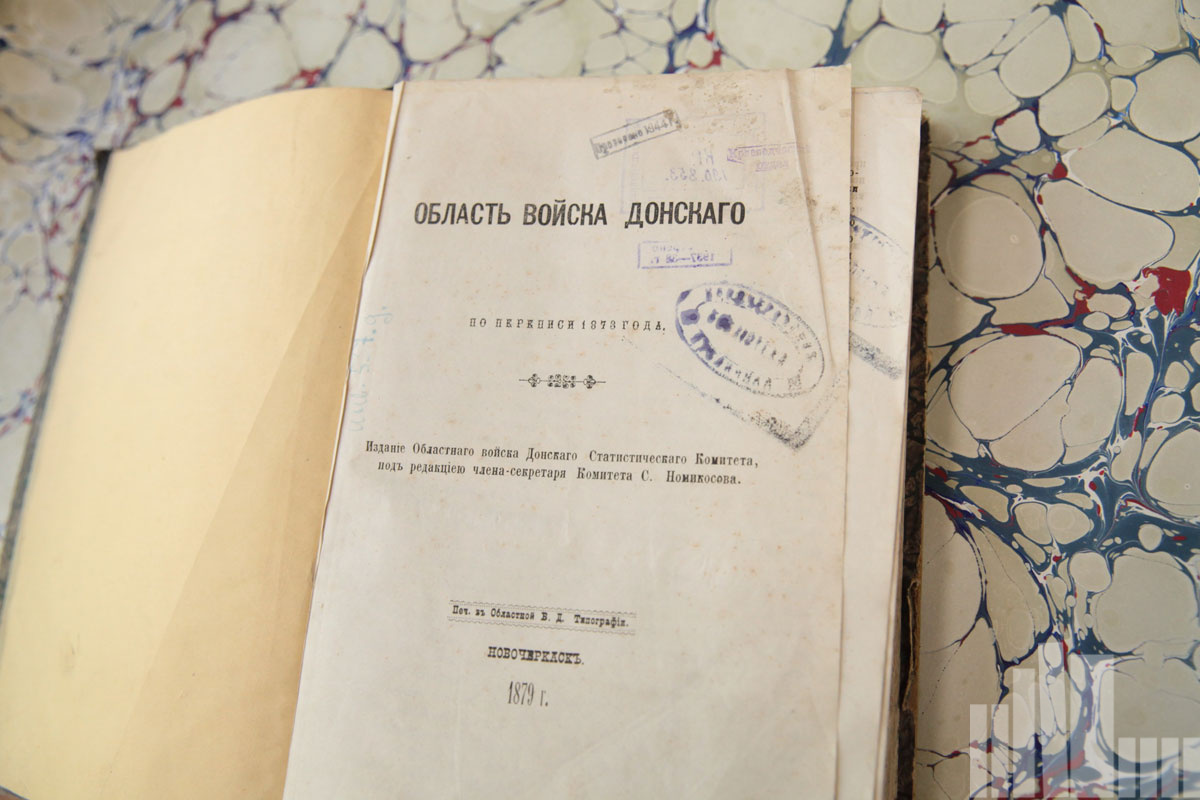 ОБЛАСТЬ ВОЙСКА ДОНСКАГО
ПО ПЕРЕПИСИ 1873 ГОДА.
Изданіе Областнаго войска Донскаго Статистическаго Комитета,
подъ редакціею члена-секретаря Комитета С. Номикосова.
Печ. въ Областной В. Д. Типографіи.
НОВОЧЕРКАСКЪ.
1879 г.